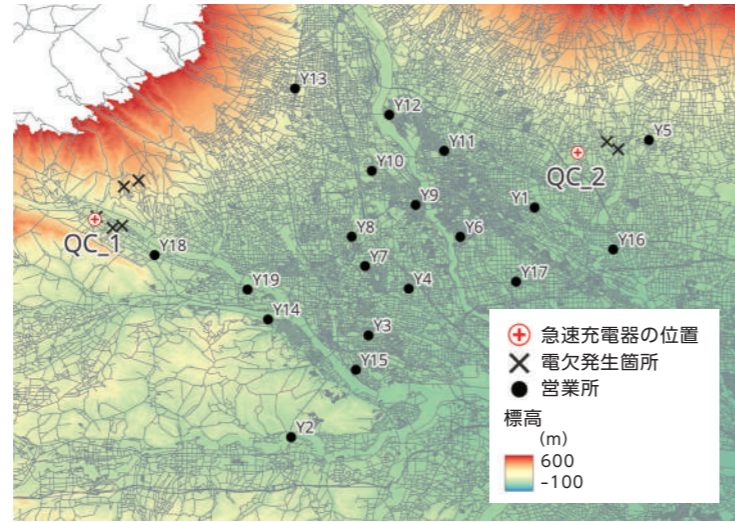 Y13
Y12
Y11
Y5
Y10
QC_2
Y9
Y1
Y8
Y6
QC_1
Y18
Y16
Y7
Y19
Y4
Y17
Y14
Y3
Y15
Y2
急速充電器の位置
電欠発生箇所
営業所
標高
(m)
600
-100